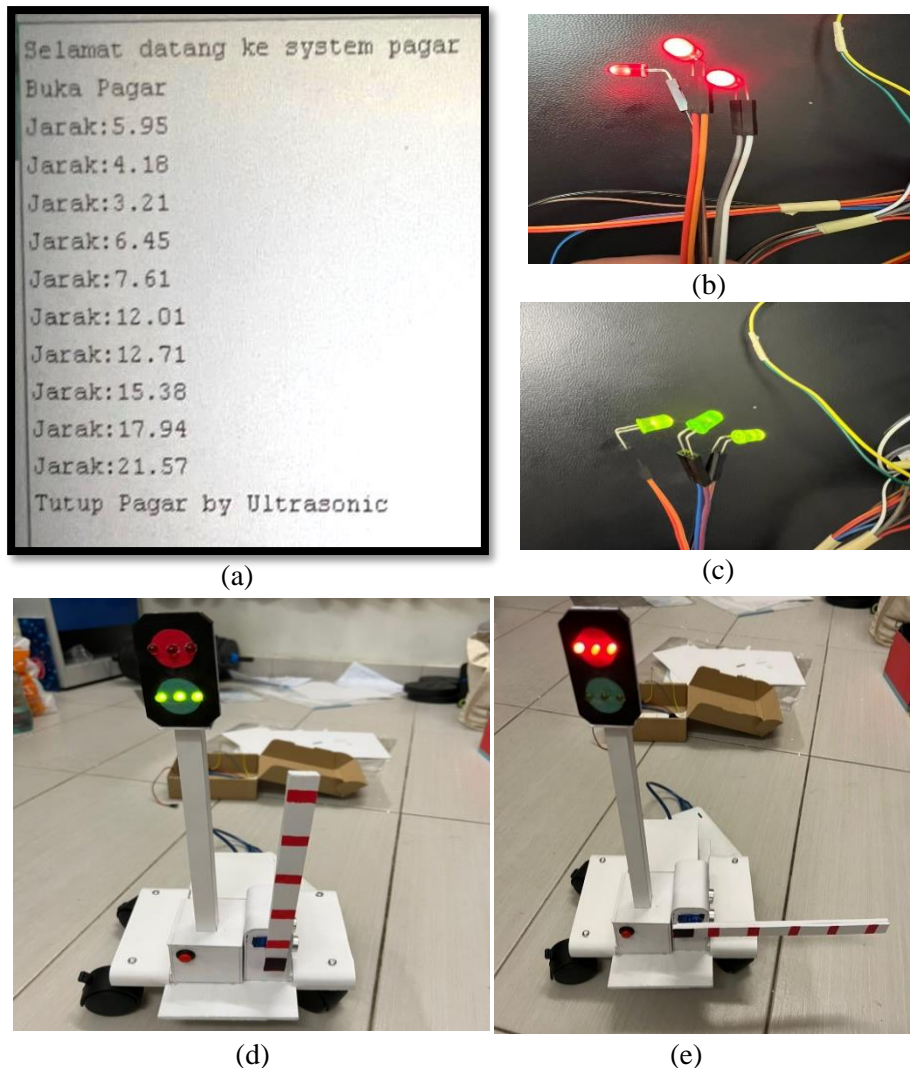 Selamat datang ke system pagar
Buka Pagar
Jarak:5.95
Jarak:4.18
Jarak:3.21
Jarak:6.45
Jarak:7.61
Jarak:12.01
Jarak:12.71
Jarak:15.38
Jarak:17.94
Jarak:21.57
Tutup Pagar by Ultrasonic
(a)
(b)
(c)
(d)
(e)